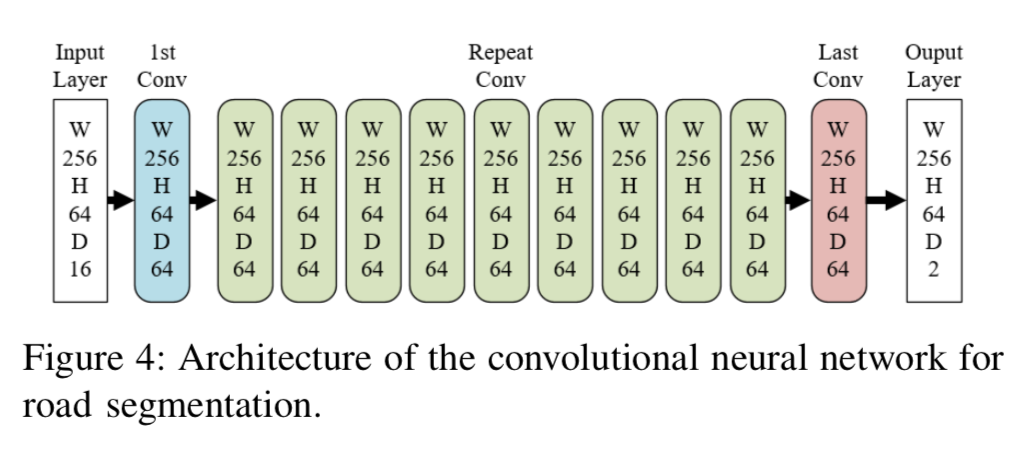 Input 1st Repeat Last Ouput
Layer Conv Conv Conv Layer
W W W W W W W W W W W W W
256 256 256 256 256 256 256 256 256 256 256 256 256
H H H H H H H H H H H H H
64 64 64 64 64 64 64 64 64 64 64 64 64
D D D D D D D D D D D D D
16 64 64 64 64 64 64 64 64 64 64 64 2
Figure 4: Architecture of the convolutional neural network for
road segmentation.